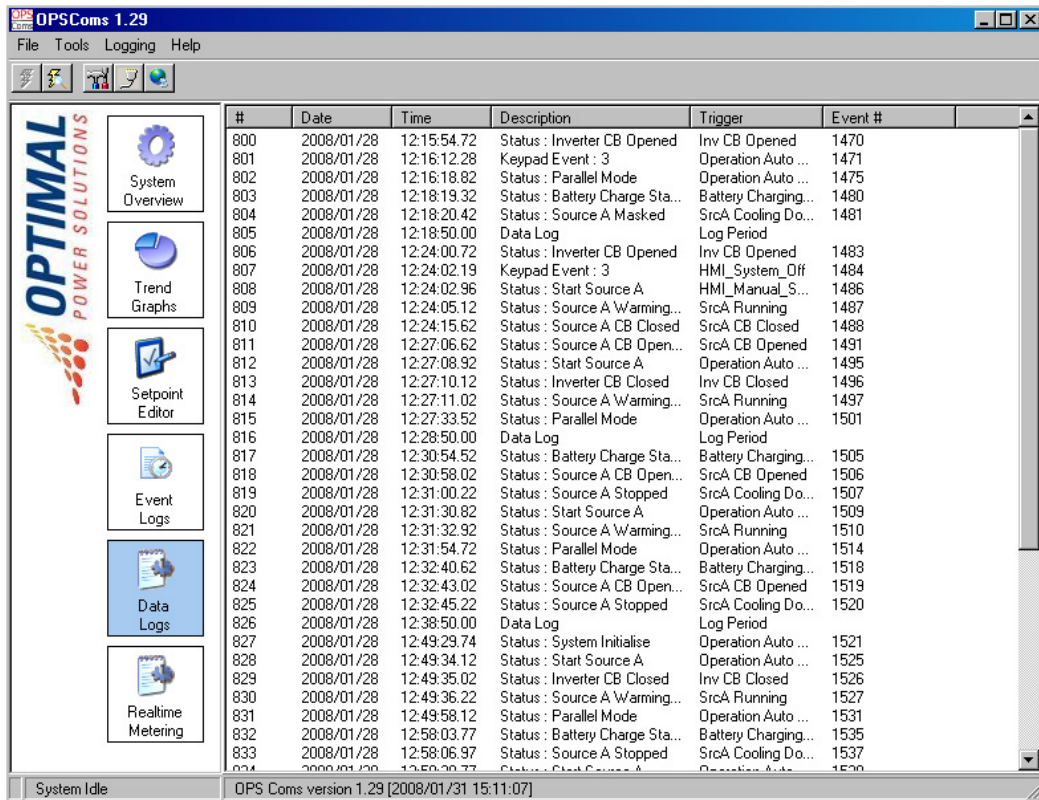 OPSComs 1.29
File Tools Logging Help
OPTIMAL
POWER SOLUTIONS
System
Overview
Trend
Graphs
Setpoint
Editor
Event
Logs
Data
Logs
Realtime
Metering
# Date Time Description Trigger Event #
800 2008/01/28 12:15:54.72 Status : Inverter CB Opened Inv CB Opened 1470
801 2008/01/28 12:16:12.28 Keypad Event : 3 Operation Auto ... 1471
802 2008/01/28 12:16:18.82 Status : Parallel Mode Operation Auto ... 1475
803 2008/01/28 12:18:19.32 Status : Battery Charge Sta... Battery Charging... 1480
804 2008/01/28 12:18:20.42 Status : Source A Masked SrcA Cooling Do... 1481
805 2008/01/28 12:18:50.00 Data Log Log Period
806 2008/01/28 12:24:00.72 Status : Inverter CB Opened Inv CB Opened 1483
807 2008/01/28 12:24:02.19 Keypad Event : 3 HMI_System_Off 1484
808 2008/01/28 12:24:02.96 Status : Start Source A HMI_Manual_S... 1486
809 2008/01/28 12:24:05.12 Status : Source A Warming... SrcA Running 1487
810 2008/01/28 12:24:15.62 Status : Source A CB Closed SrcA CB Closed 1488
811 2008/01/28 12:27:06.62 Status : Source A CB Open... SrcA CB Opened 1491
812 2008/01/28 12:27:08.92 Status : Start Source A Operation Auto ... 1495
813 2008/01/28 12:27:10.12 Status : Inverter CB Closed Inv CB Closed 1496
814 2008/01/28 12:27:11.02 Status : Source A Warming... SrcA Running 1497
815 2008/01/28 12:27:33.52 Status : Parallel Mode Operation Auto ... 1501
816 2008/01/28 12:28:50.00 Data Log Log Period
817 2008/01/28 12:30:54.52 Status : Battery Charge Sta... Battery Charging... 1505
818 2008/01/28 12:30:58.02 Status : Source A CB Open... SrcA CB Opened 1506
819 2008/01/28 12:31:00.22 Status : Source A Stopped SrcA Cooling Do... 1507
820 2008/01/28 12:31:30.82 Status : Start Source A Operation Auto ... 1509
821 2008/01/28 12:31:32.92 Status : Source A Warming... SrcA Running 1510
822 2008/01/28 12:31:54.72 Status : Parallel Mode Operation Auto ... 1514
823 2008/01/28 12:32:40.62 Status : Battery Charge Sta... Battery Charging... 1518
824 2008/01/28 12:32:43.02 Status : Source A CB Open... SrcA CB Opened 1519
825 2008/01/28 12:32:45.22 Status : Source A Stopped SrcA Cooling Do... 1520
826 2008/01/28 12:38:50.00 Data Log Log Period
827 2008/01/28 12:49:29.74 Status : System Initialise Operation Auto ... 1521
828 2008/01/28 12:49:34.12 Status : Start Source A Operation Auto ... 1525
829 2008/01/28 12:49:35.02 Status : Inverter CB Closed Inv CB Closed 1526
830 2008/01/28 12:49:36.22 Status : Source A Warming... SrcA Running 1527
831 2008/01/28 12:49:58.12 Status : Parallel Mode Operation Auto ... 1531
832 2008/01/28 12:58:03.77 Status : Battery Charge Sta... Battery Charging... 1535
833 2008/01/28 12:58:06.97 Status : Source A Stopped SrcA Cooling Do... 1537
System Idle OPS Coms version 1.29 [2008/01/31 15:11:07]